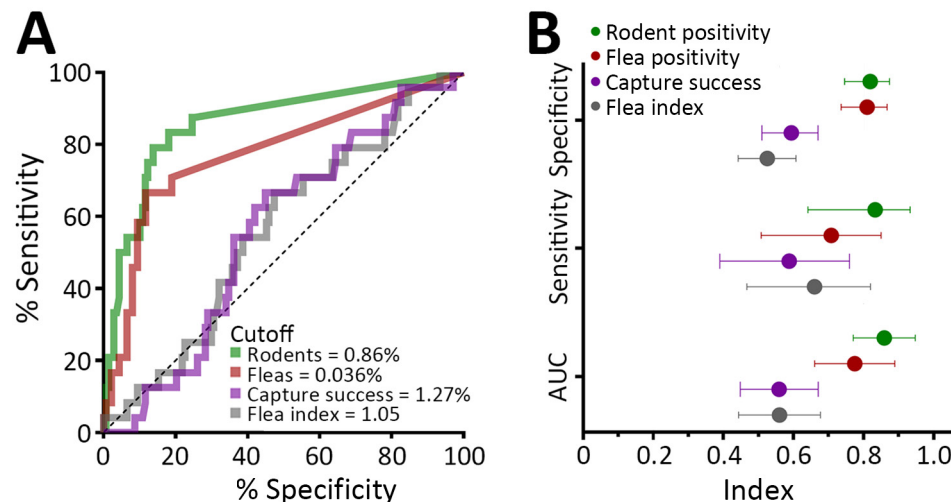 A
100
80
60
40
20
0
% Sensitivity
0
20
40
60
80
100
% Specificity
Cutoff
Rodents = 0.86%
Fleas = 0.036%
Capture success = 1.27%
Flea index = 1.05
B
Rodent positivity
Flea positivity
Capture success
Flea index
Specificity
Sensitivity
AUC
0
0.2
0.4
0.6
0.8
1.0
Index